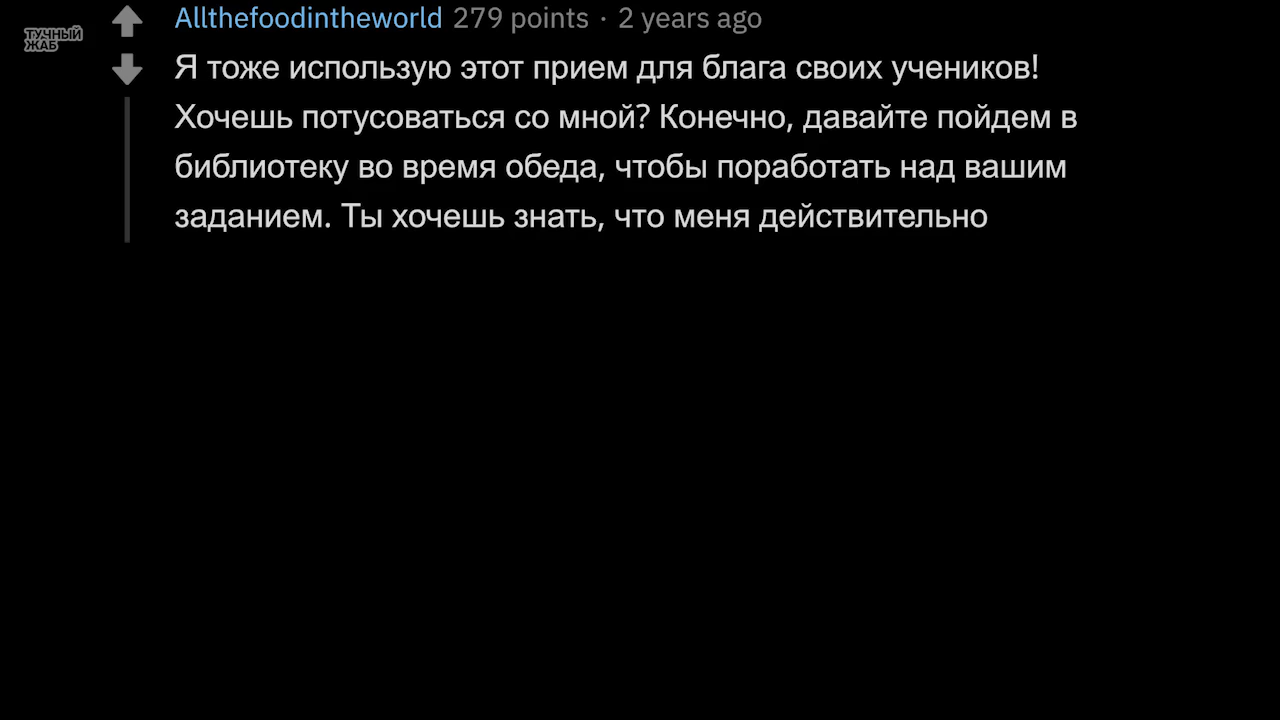 ТУЧНЫЙ
ЖАБ
Allthefoodintheworld 279 points · 2 years ago
Я тоже использую этот прием для блага своих учеников!
Хочешь потусоваться со мной? Конечно, давайте пойдем в
библиотеку во время обеда, чтобы поработать над вашим
заданием. Ты хочешь знать, что меня действительно